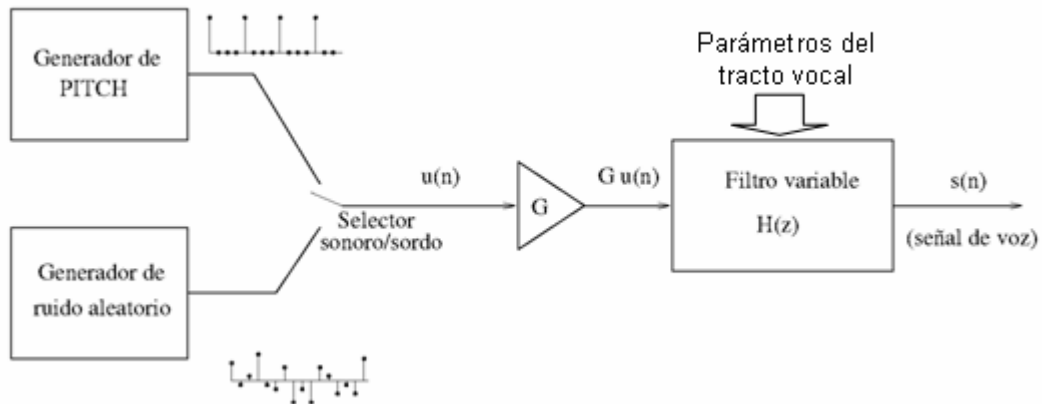 Generador de
PITCH
Parámetros del
tracto vocal
u(n)
G
G u(n)
Filtro variable
H(z)
s(n)
(señal de voz)
Selector
sonoro/sordo
Generador de
ruido aleatorio